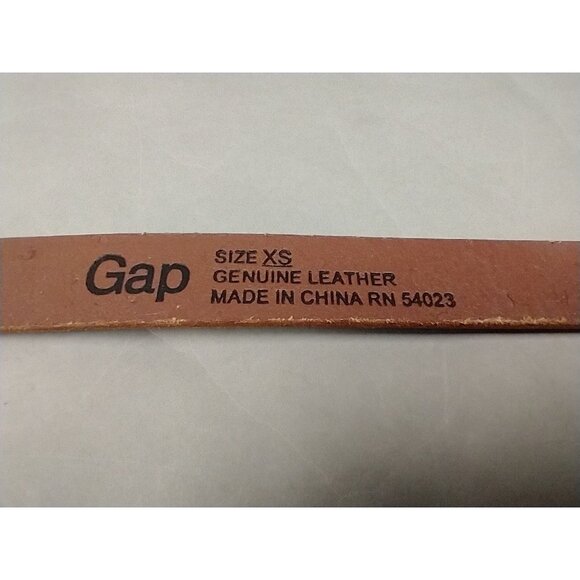 Gap
SIZE XS
GENUINE LEATHER
MADE IN CHINA RN 54023